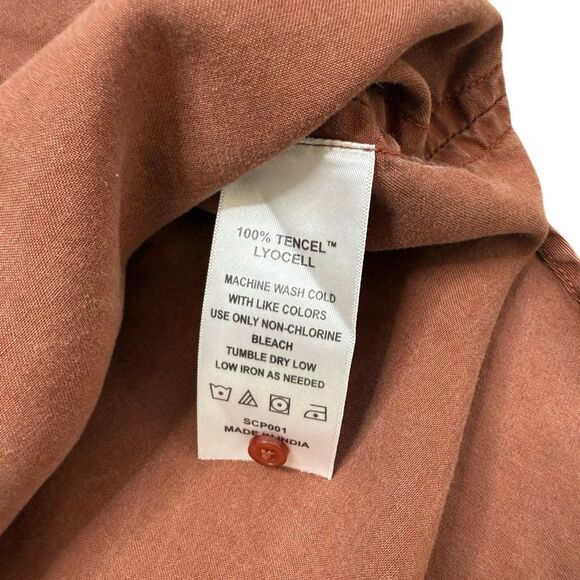 100% TENCEL™
LYOCELL
MACHINE WASH COLD
WITH LIKE COLORS
USE ONLY NON-CHLORINE
BLEACH
TUMBLE DRY LOW
LOW IRON AS NEEDED
SCP001
MADE IN INDIA